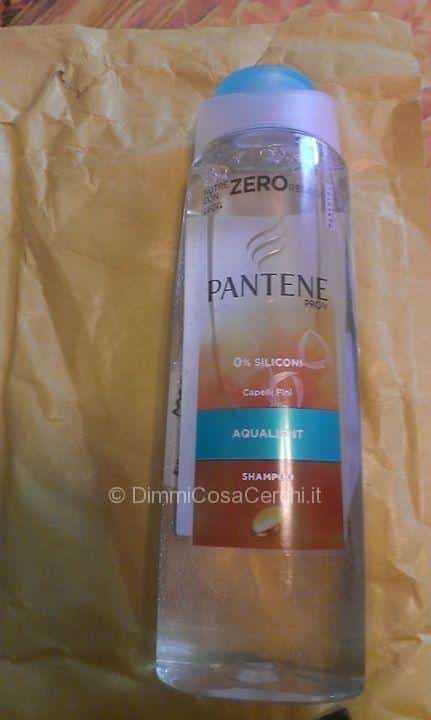 ZERO
PANTENE
PRO-V
0% SILICONI
Capelli Fini
AQUALIGHT
SHAMPOO
© DimmiCosaCerchi.it